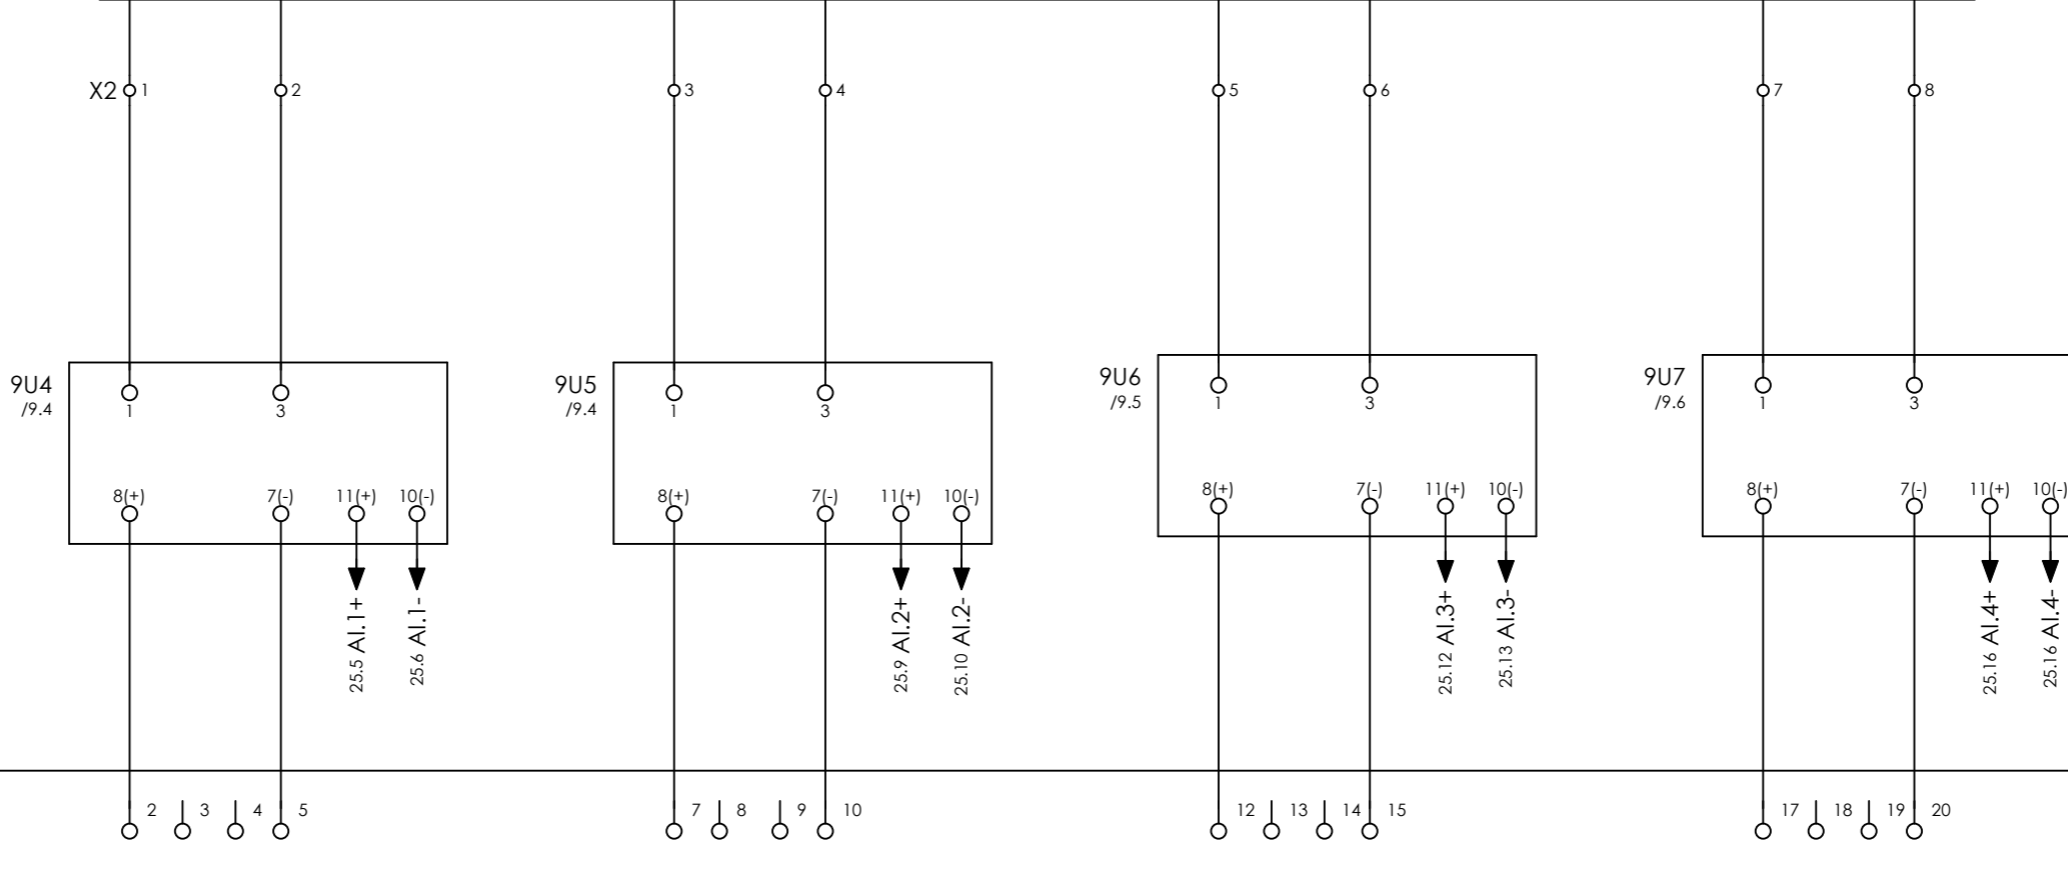 X2 1 2 3 4 5 6 7 8
9U4 9U5 9U6 9U7
/9.4 /9.4 /9.5 /9.6
1 3 1 3 1 3 1 3
8(+) 7(-) 11(+) 10(-) 8(+) 7(-) 11(+) 10(-) 8(+) 7(-) 11(+) 10(-) 8(+) 7(-) 11(+) 10(-)
25.5 AI.1+
25.6 AI.1-
25.9 AI.2+
25.10 AI.2-
25.12 AI.3+
25.13 AI.3-
25.16 AI.4+
25.16 AI.4-
2 3 4 5 7 8 9 10 12 13 14 15 17 18 19 20